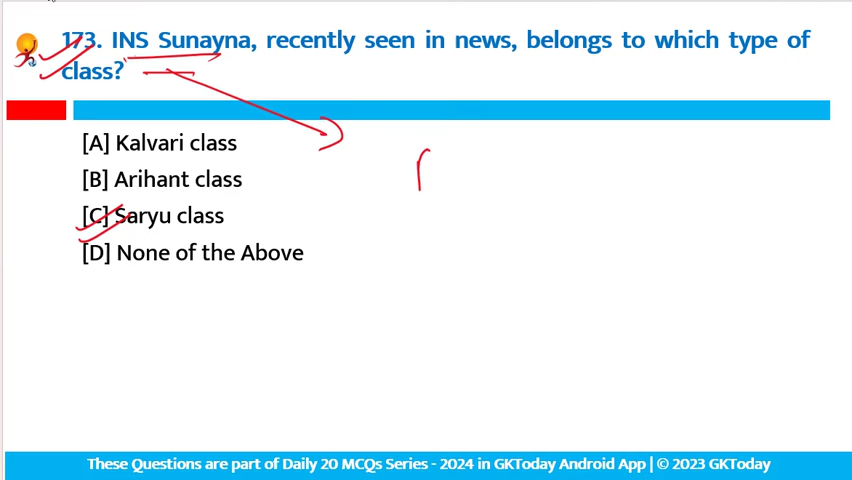 173. INS Sunayna, recently seen in news, belongs to which type of
class?
[A] Kalvari class
[B] Arihant class
[C] Saryu class
[D] None of the Above
These Questions are part of Daily 20 MCQs Series - 2024 in GKToday Android App | © 2023 GKToday